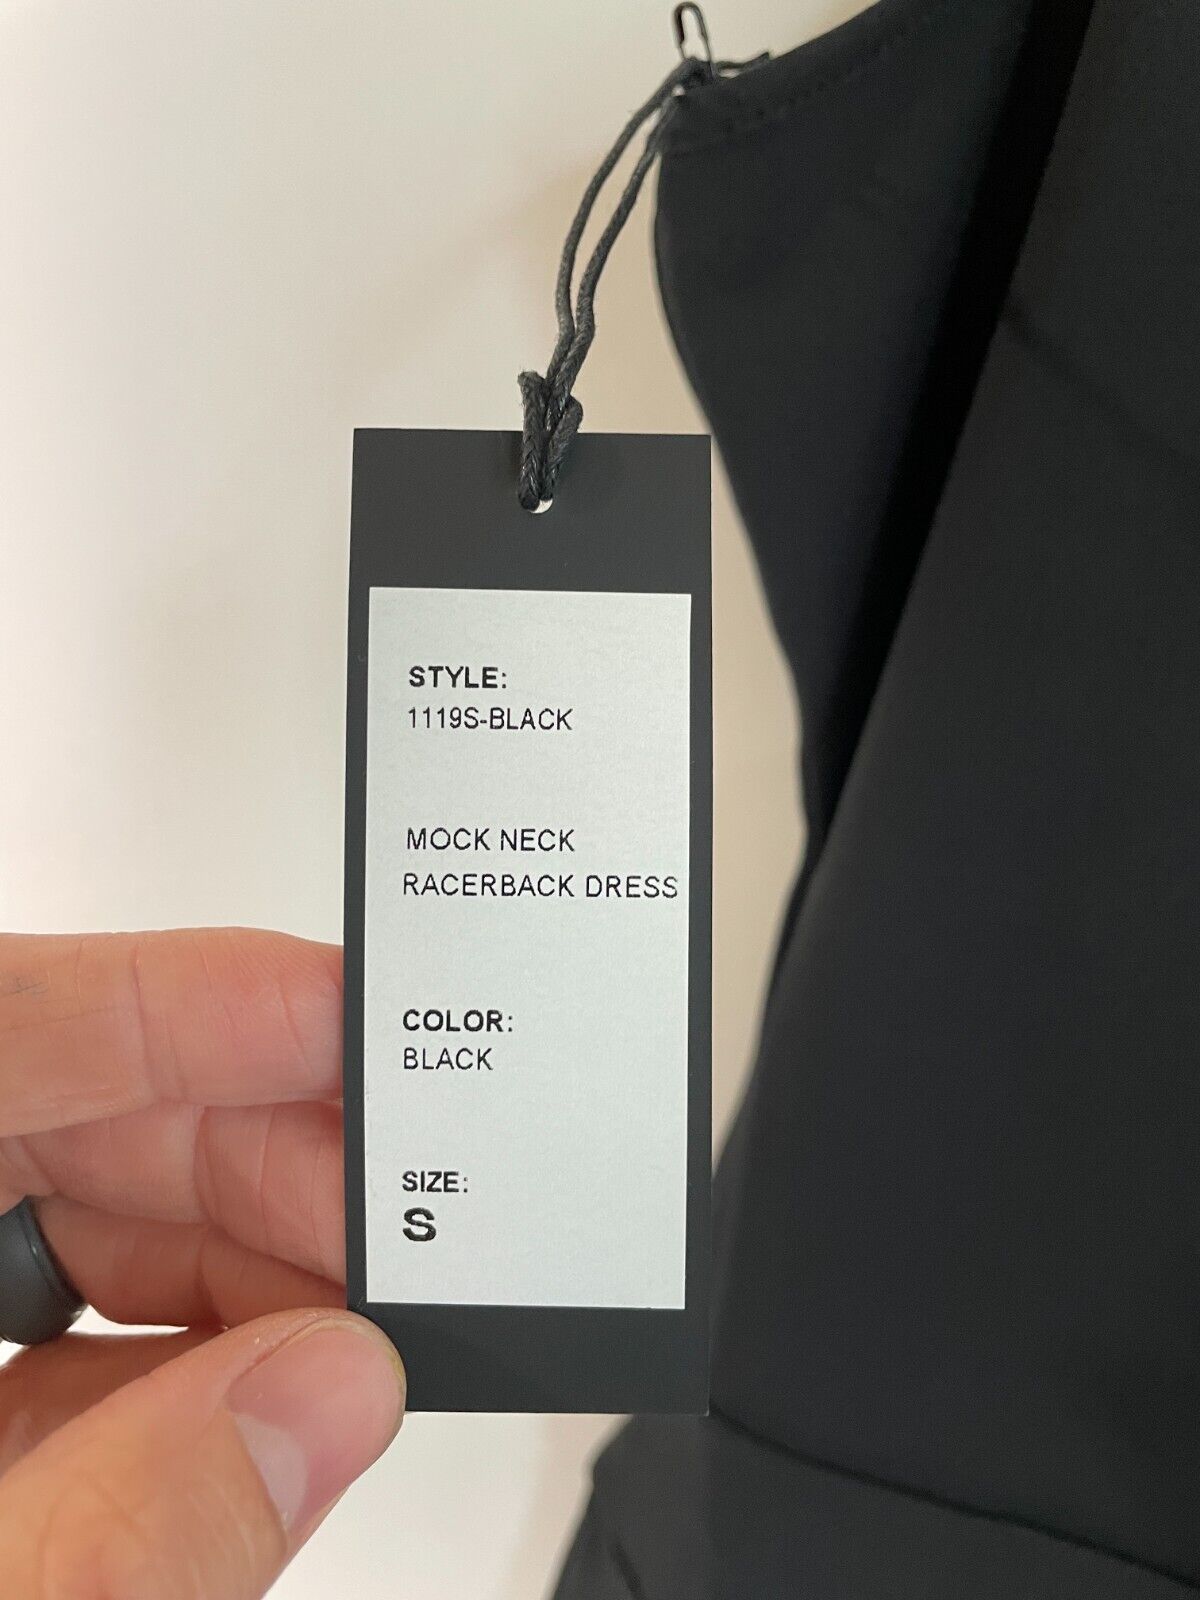 STYLE:
1119S-BLACK
MOCK NECK
RACERBACK DRESS
COLOR:
BLACK
SIZE:
S